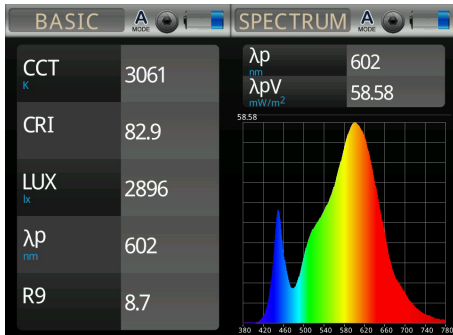 BASIC A MODE
CCT K 3061
CRI 82.9
LUX lx 2896
λp nm 602
R9 8.7
SPECTRUM A MODE
λp nm 602
λpV mW/m² 58.58
58.58
380 420 460 500 540 580 620 660 700 740 780